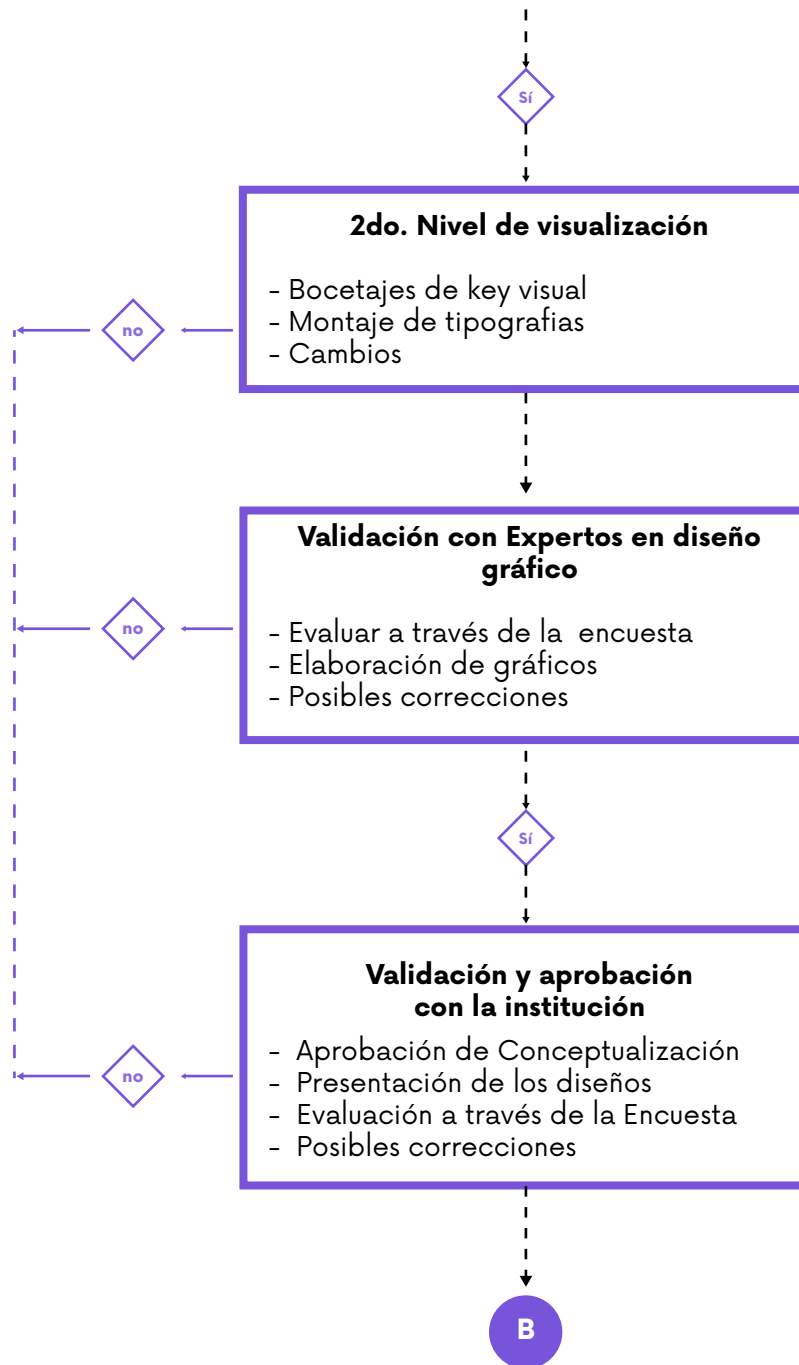 Sí
2do. Nivel de visualización
- Bocetajes de key visual
- Montaje de tipografias
- Cambios
no
Validación con Expertos en diseño
gráfico
- Evaluar a través de la encuesta
- Elaboración de gráficos
- Posibles correcciones
no
Sí
Validación y aprobación
con la institución
- Aprobación de Conceptualización
- Presentación de los diseños
- Evaluación a través de la Encuesta
- Posibles correcciones
no
B